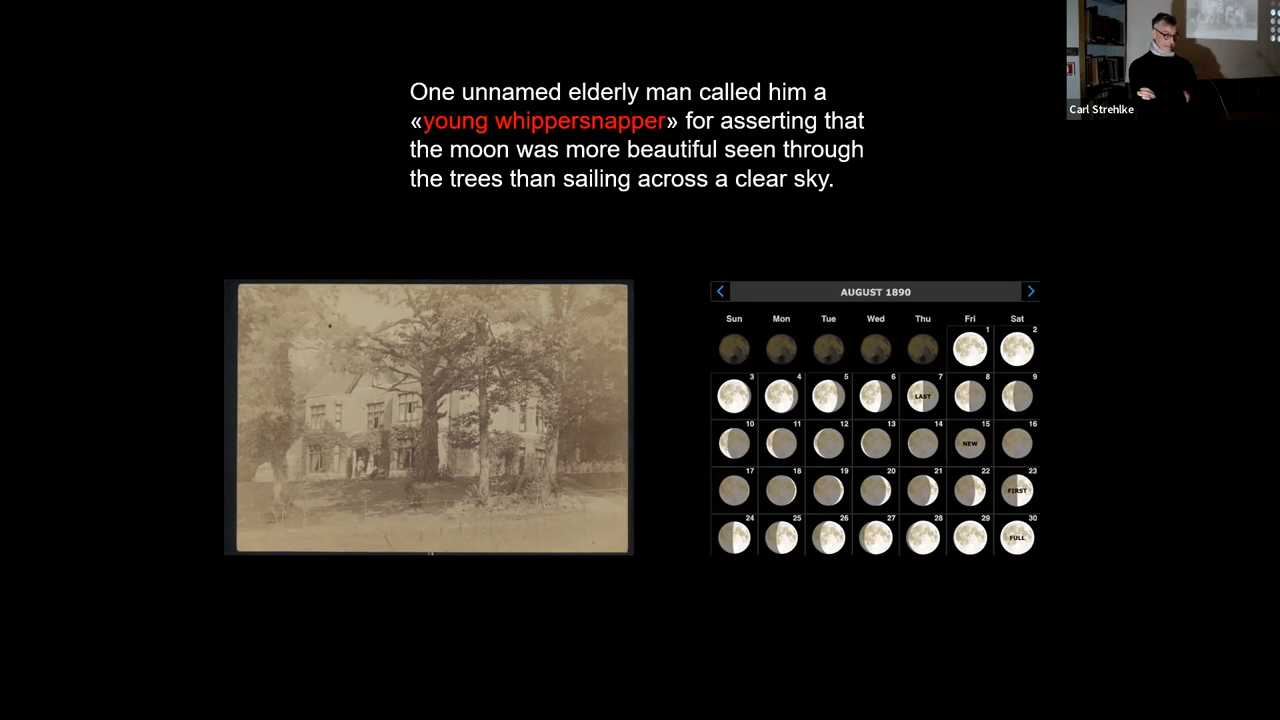 One unnamed elderly man called him a
«young whippersnapper» for asserting that
the moon was more beautiful seen through
the trees than sailing across a clear sky.
Carl Strehlke
AUGUST 1890
Sun Mon Tue Wed Thu Fri Sat
1 2
3 4 5 6 7 8 9
LAST
10 11 12 13 14 15 16
NEW
17 18 19 20 21 22 23
FIRST
24 25 26 27 28 29 30
FULL